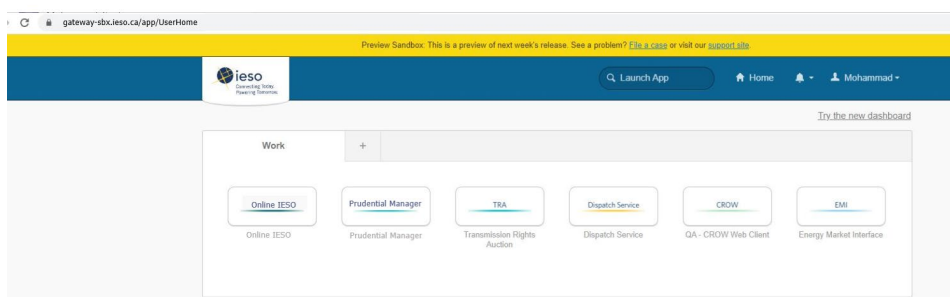 gateway-sbx.ieso.ca/app/UserHome
Preview Sandbox: This is a preview of next week's release. See a problem? File a case or visit our support site.
ieso
Connecting Today.
Powering Tomorrow.
Launch App
Home
Mohammad
Try the new dashboard
Work
+
Online IESO
Prudential Manager
TRA
Dispatch Service
CROW
EMI
Online IESO
Prudential Manager
Transmission Rights
Auction
Dispatch Service
QA - CROW Web Client
Energy Market Interface